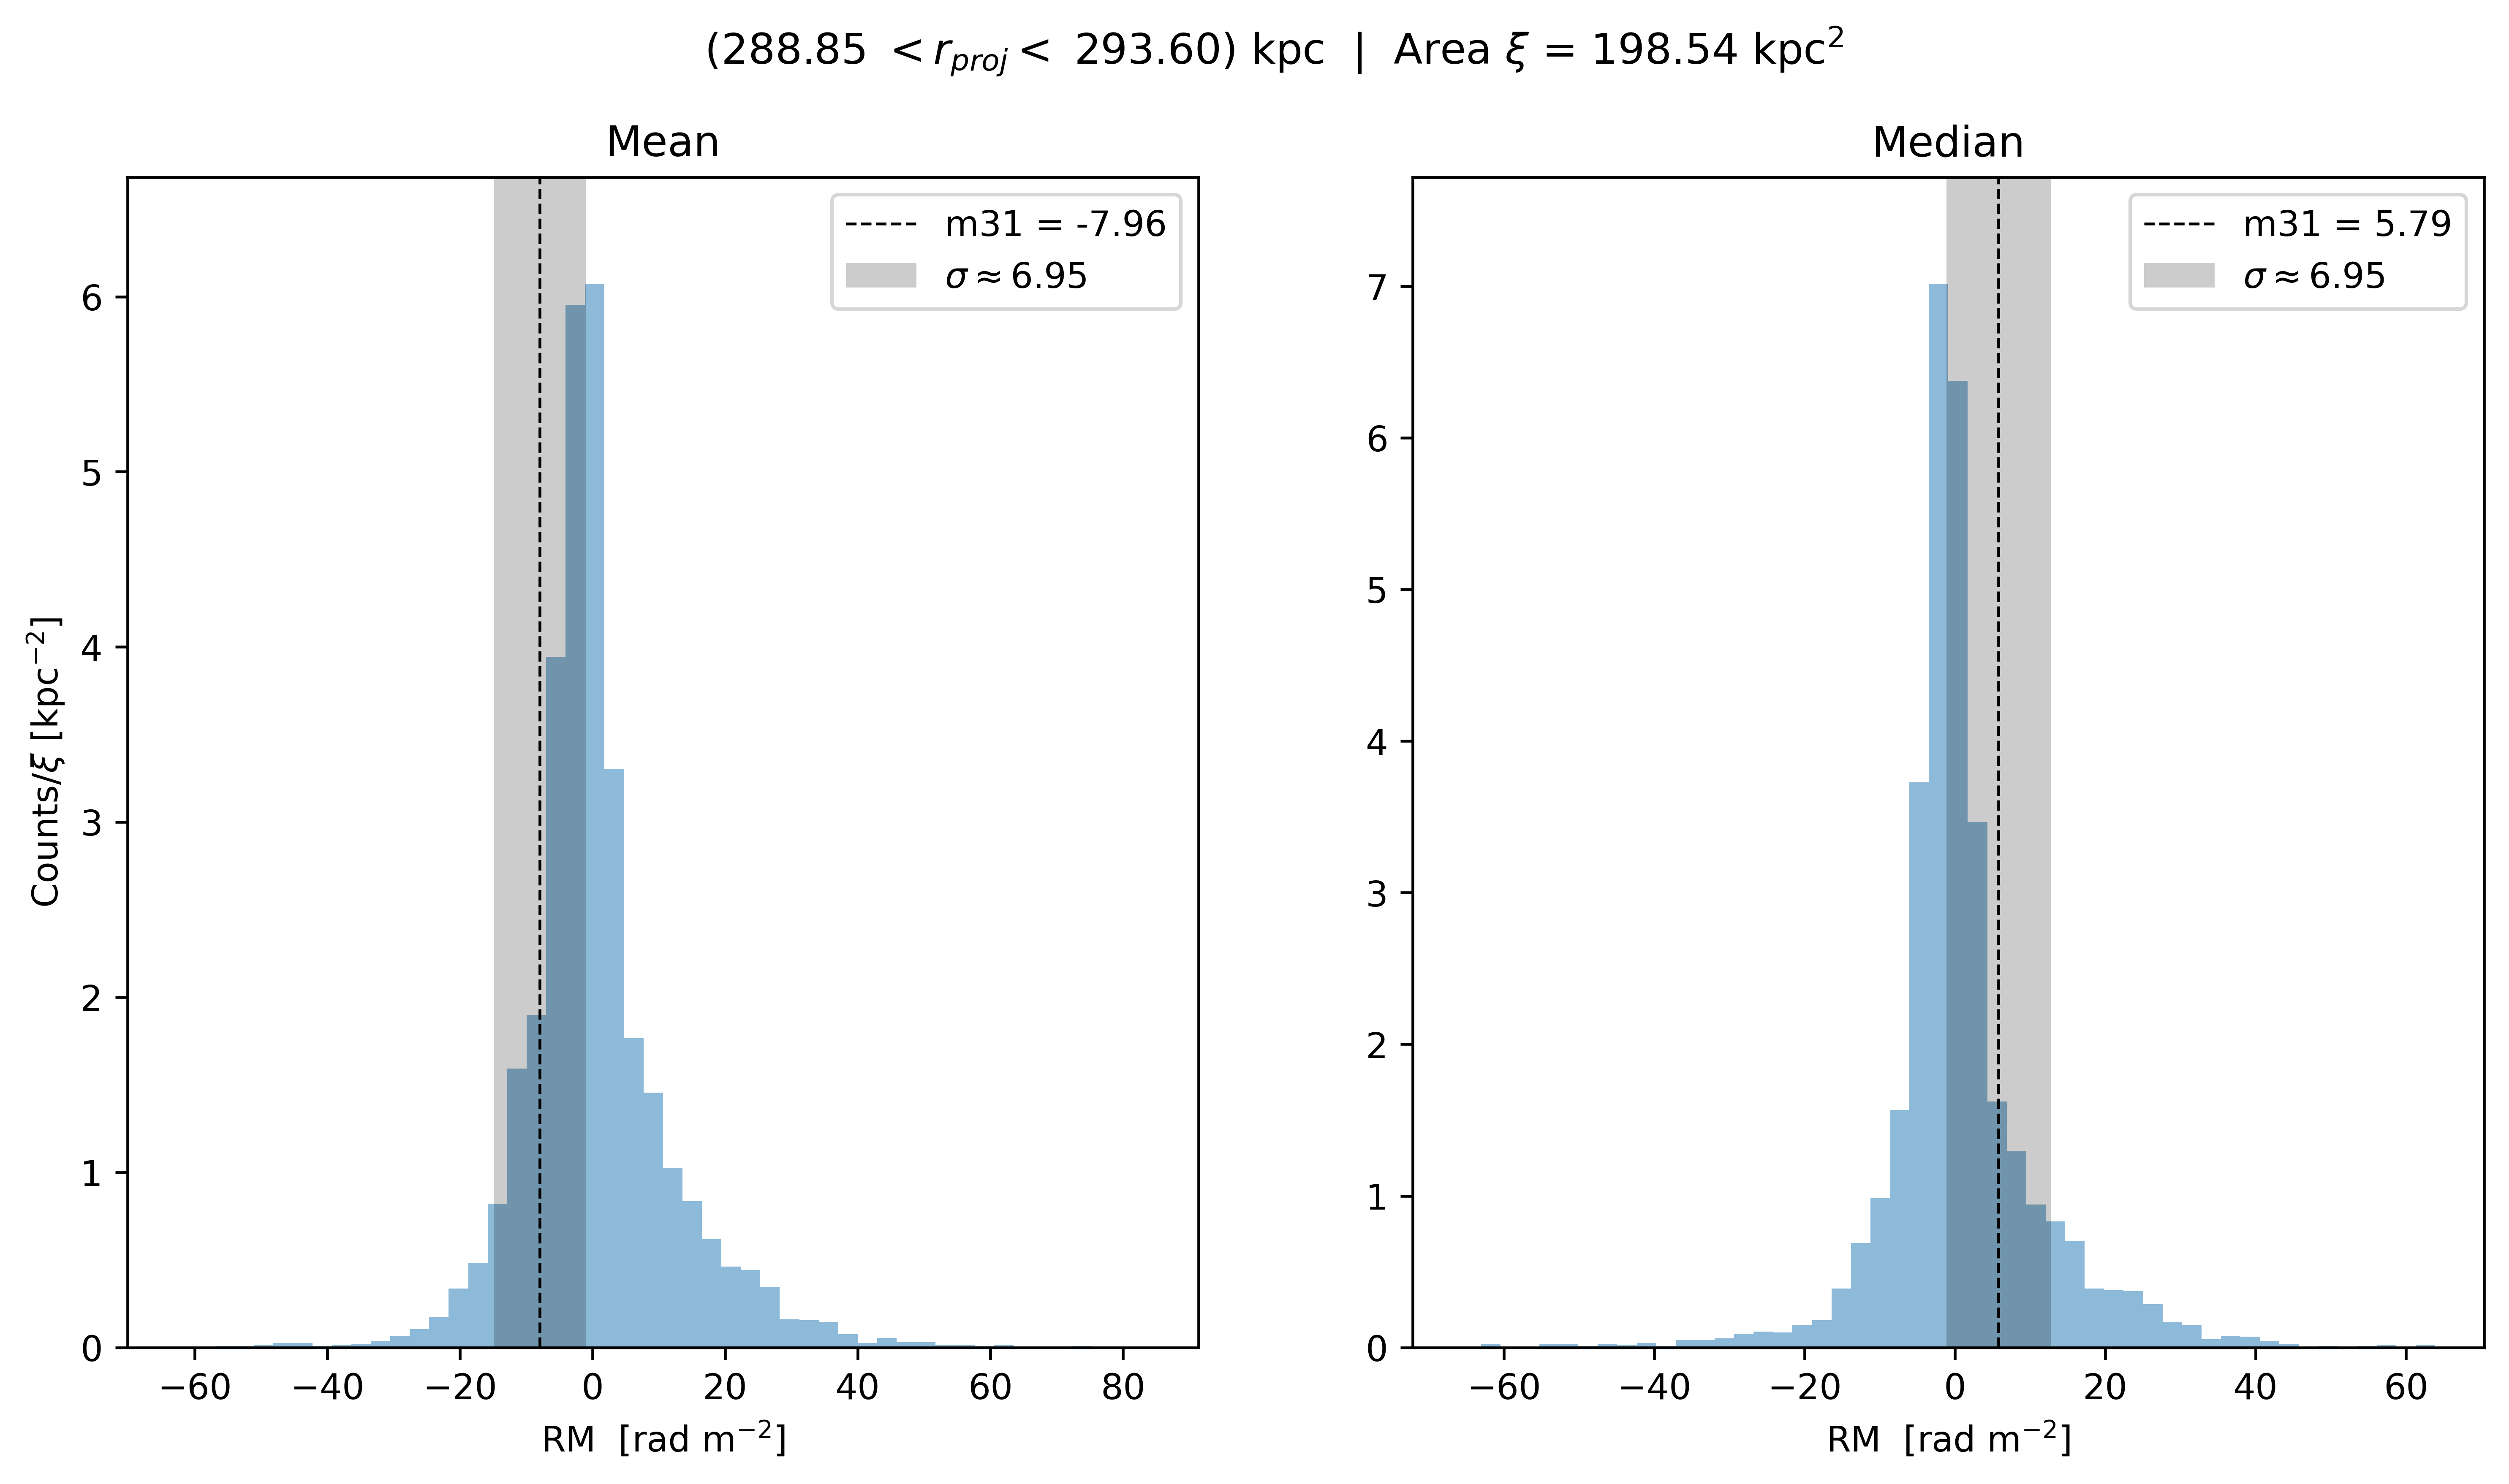 (288.85 < r_proj < 293.60) kpc | Area ξ = 198.54 kpc²
Mean
m31 = -7.96
σ ≈ 6.95
6
5
4
3
2
1
0
Counts/ξ [kpc⁻²]
−60 −40 −20 0 20 40 60 80
RM [rad m⁻²]
Median
m31 = 5.79
σ ≈ 6.95
7
6
5
4
3
2
1
0
−60 −40 −20 0 20 40 60
RM [rad m⁻²]